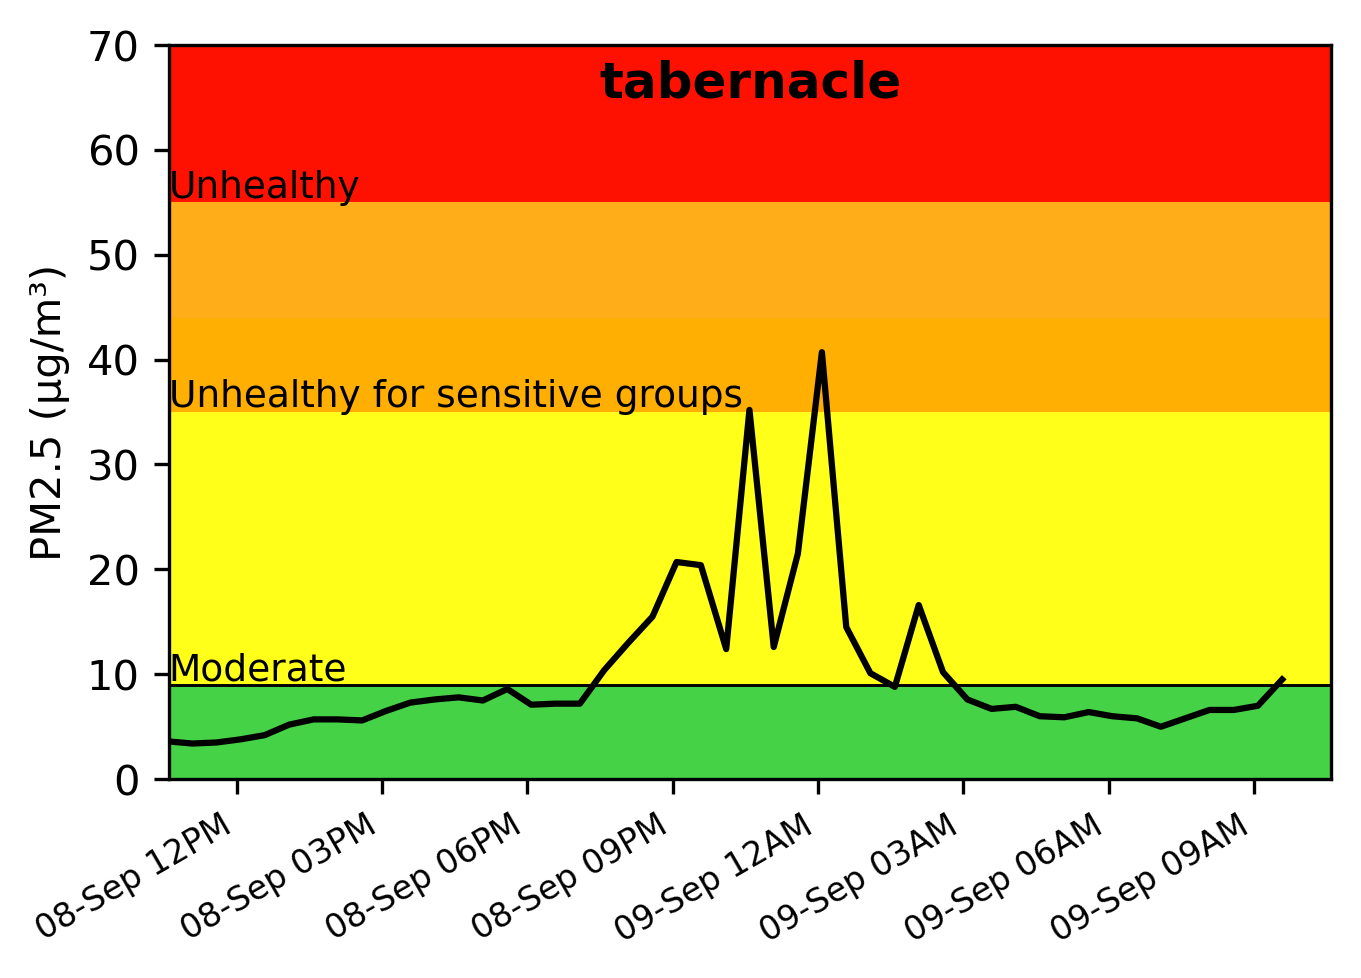 tabernacle
70
60
50
40
30
20
10
0
PM2.5 (µg/m³)
Unhealthy
Unhealthy for sensitive groups
Moderate
08-Sep 12PM
08-Sep 03PM
08-Sep 06PM
08-Sep 09PM
09-Sep 12AM
09-Sep 03AM
09-Sep 06AM
09-Sep 09AM